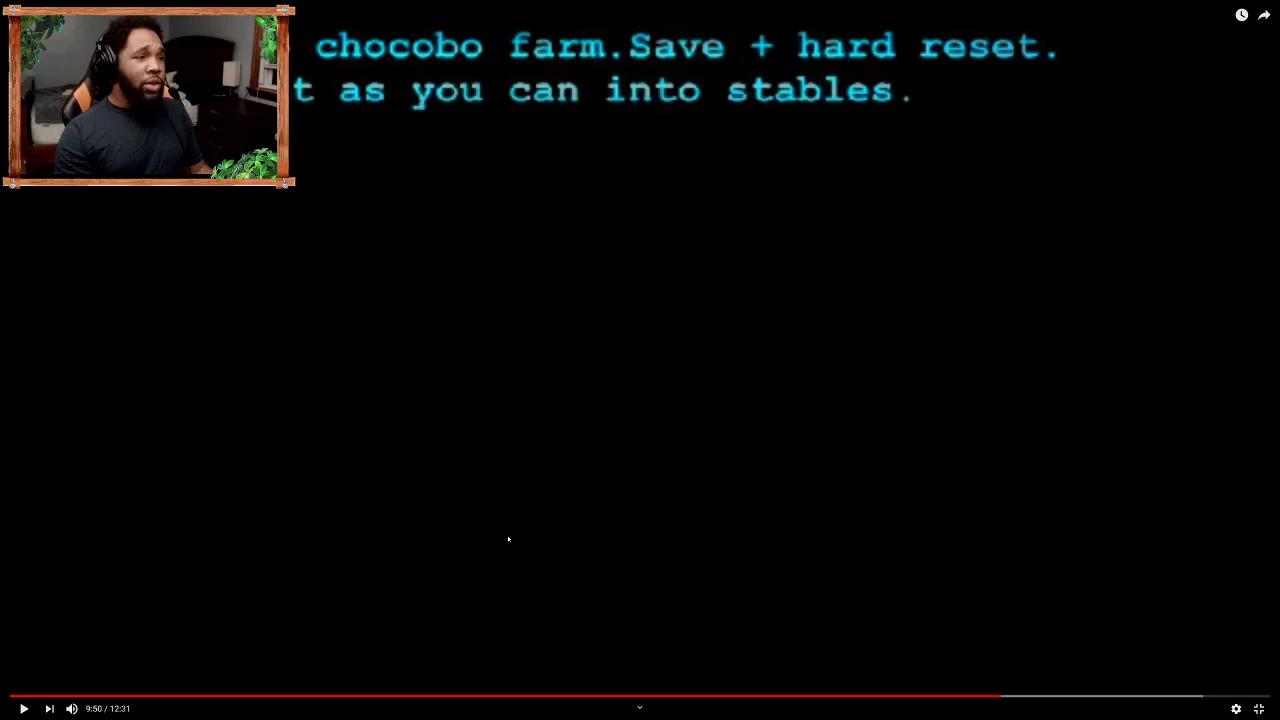 chocobo farm.Save + hard reset.
t as you can into stables.
9:50 / 12:31